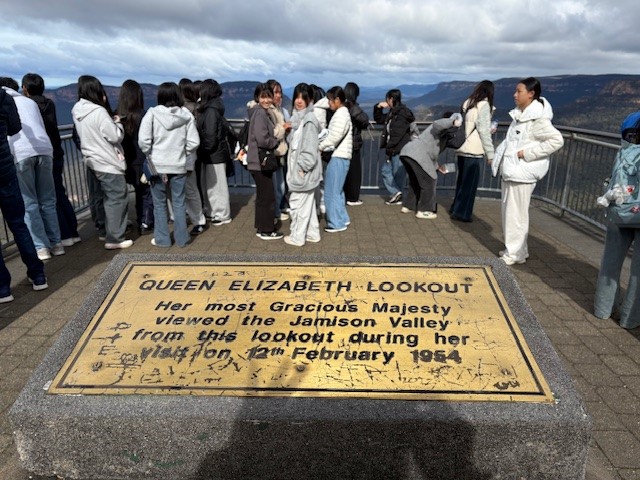 QUEEN ELIZABETH LOOKOUT
Her most Gracious Majesty
viewed the Jamison Valley
from this lookout during her
visit on 12th February 1954